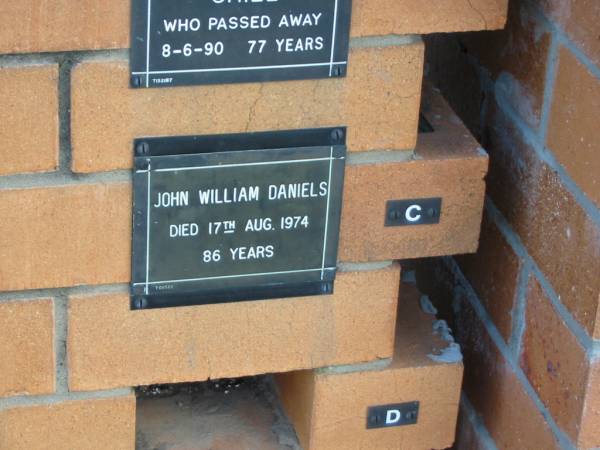 WHO PASSED AWAY
8-6-90 77 YEARS
JOHN WILLIAM DANIELS
DIED 17TH AUG. 1974
86 YEARS
C
D